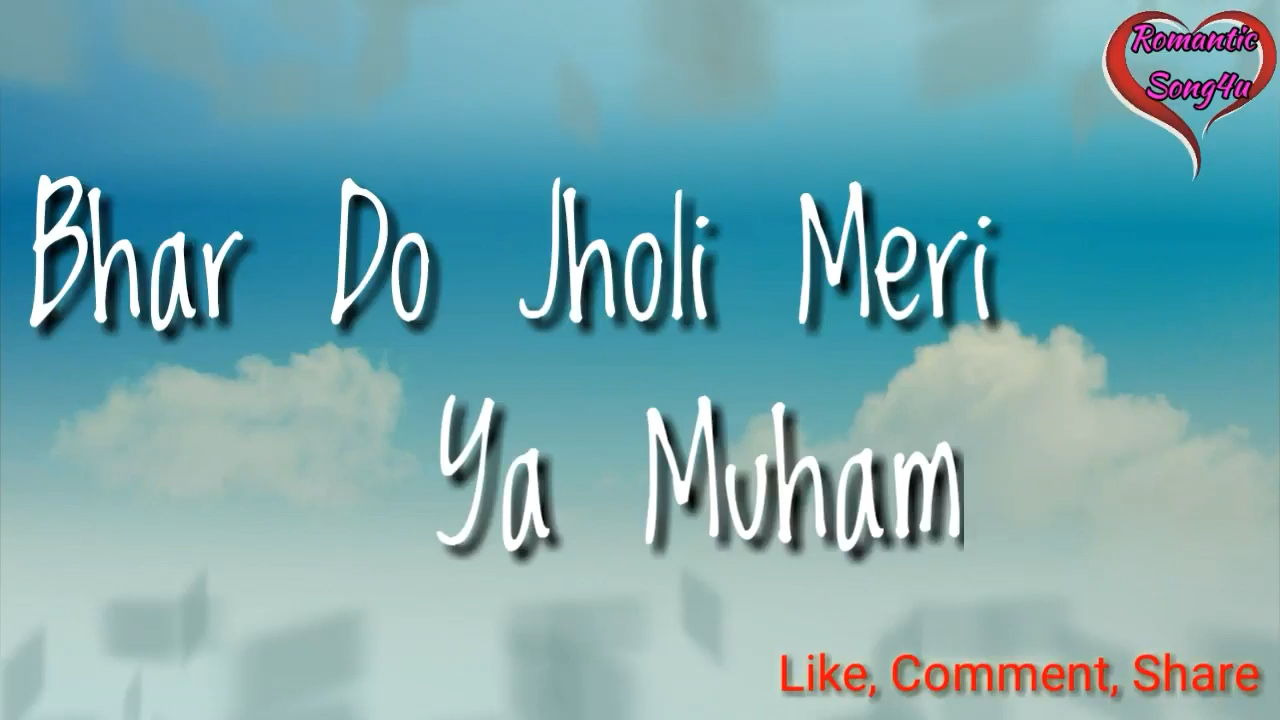 Romantic
Song4u
Bhar Do Jholi Meri
Ya Muham
Like, Comment, Share